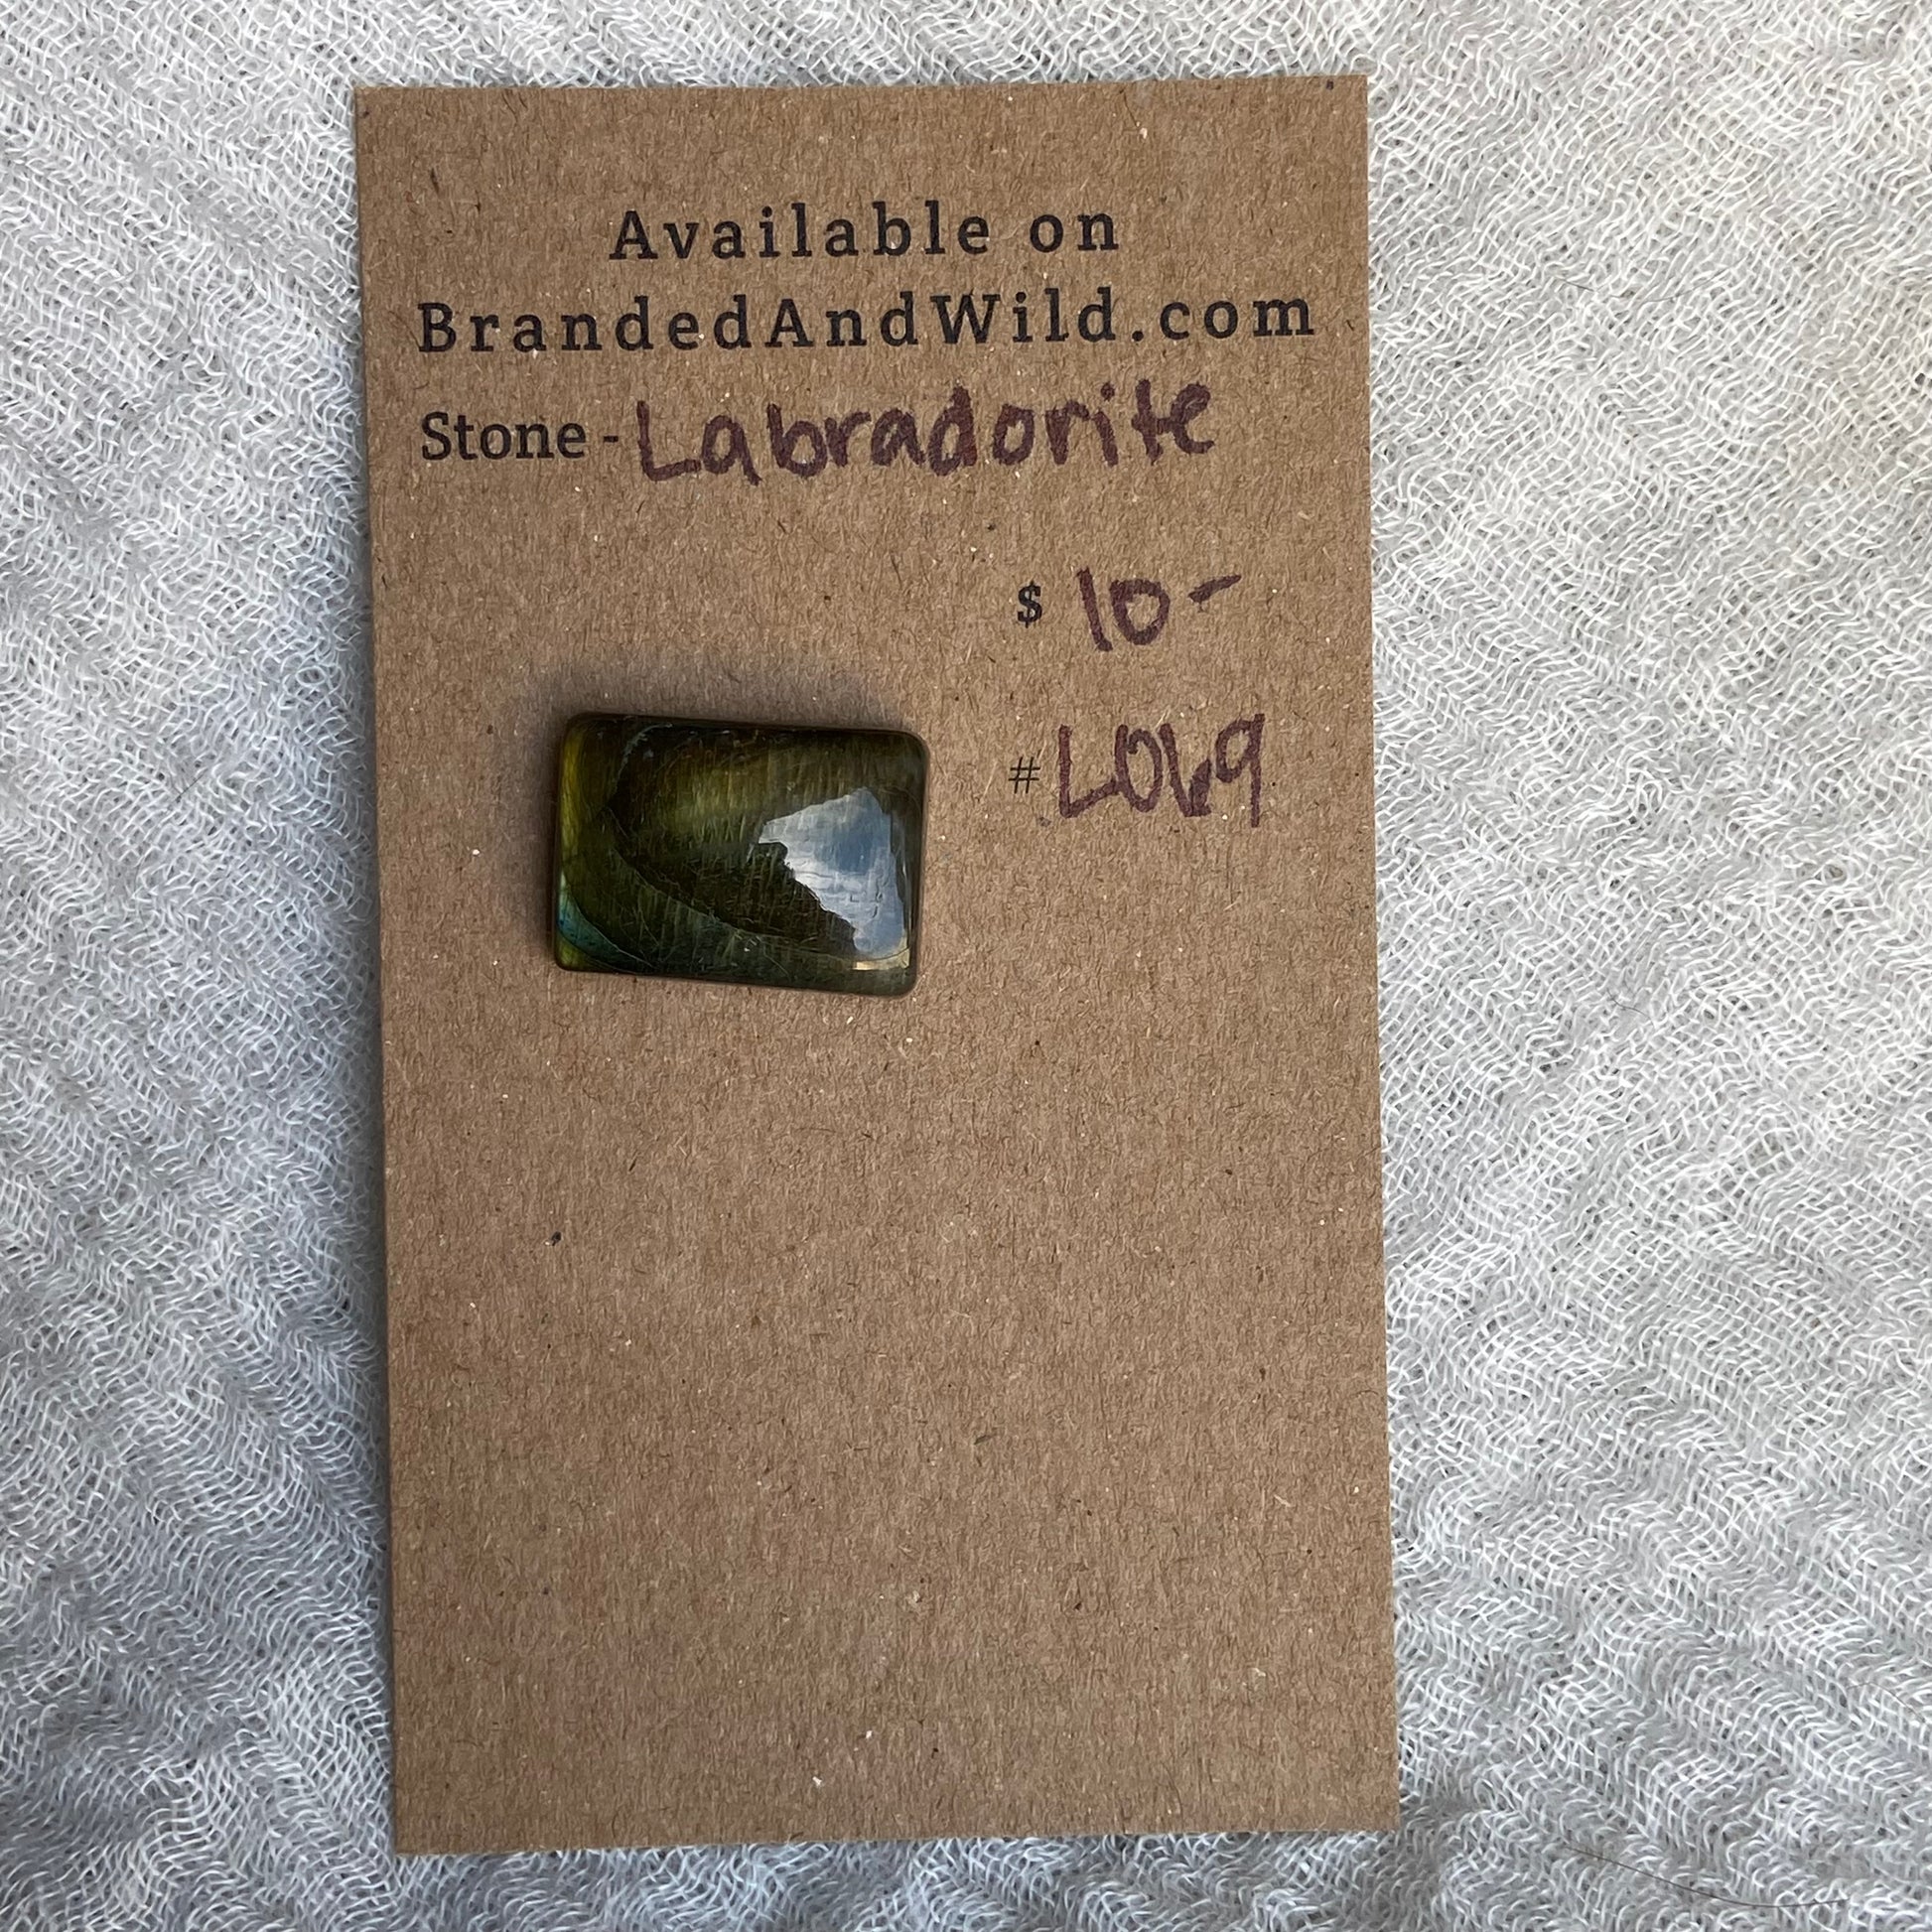 Available on
BrandedAndWild.com
Stone - Labradorite
$ 10-
# L069